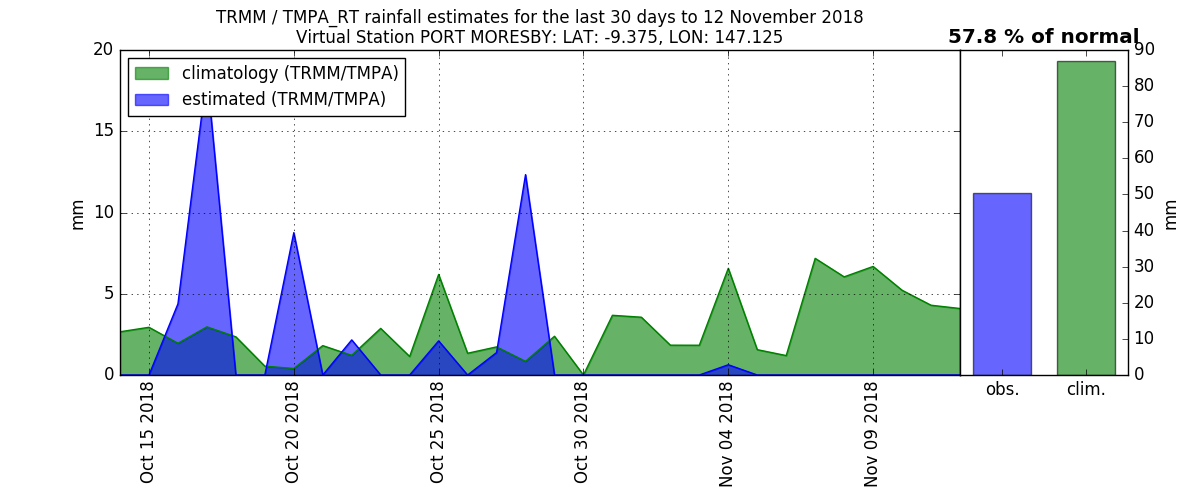 TRMM / TMPA_RT rainfall estimates for the last 30 days to 12 November 2018
Virtual Station PORT MORESBY: LAT: -9.375, LON: 147.125
57.8 % of normal
climatology (TRMM/TMPA)
estimated (TRMM/TMPA)
20
15
10
5
0
mm
Oct 15 2018
Oct 20 2018
Oct 25 2018
Oct 30 2018
Nov 04 2018
Nov 09 2018
90
80
70
60
50
40
30
20
10
0
mm
obs.
clim.